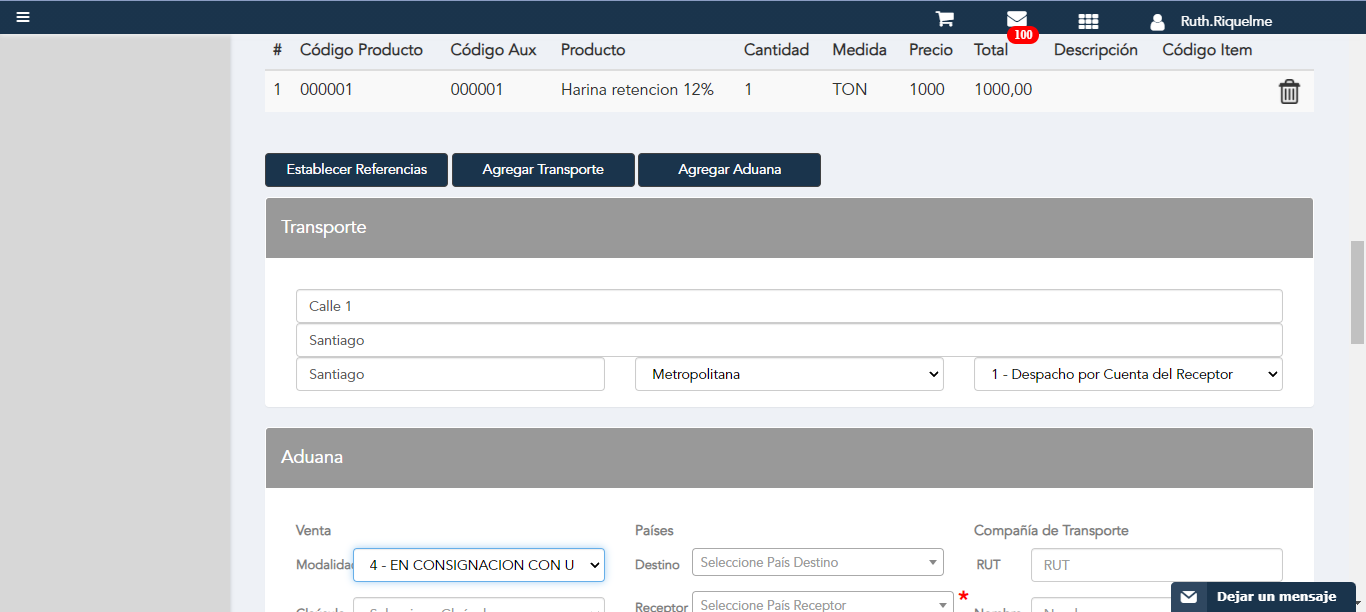 Ruth.Riquelme
100
# Código Producto Código Aux Producto Cantidad Medida Precio Total Descripción Código Item
1 000001 000001 Harina retencion 12% 1 TON 1000 1000,00
Establecer Referencias Agregar Transporte Agregar Aduana
Transporte
Calle 1
Santiago
Santiago Metropolitana 1 - Despacho por Cuenta del Receptor
Aduana
Venta Países Compañía de Transporte
Modalidad 4 - EN CONSIGNACION CON U Destino Seleccione País Destino RUT RUT
Receptor Seleccione País Receptor *
Dejar un mensaje